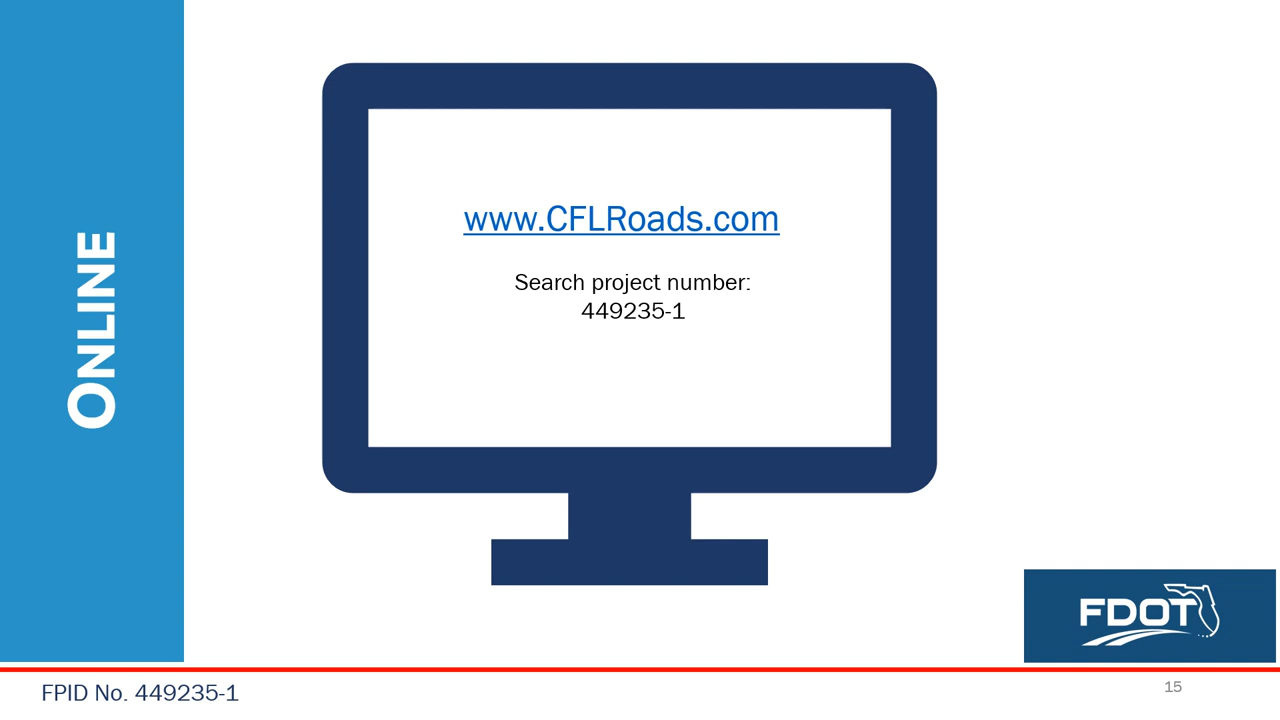 ONLINE
www.CFLRoads.com
Search project number:
449235-1
FDOT
FPID No. 449235-1
15